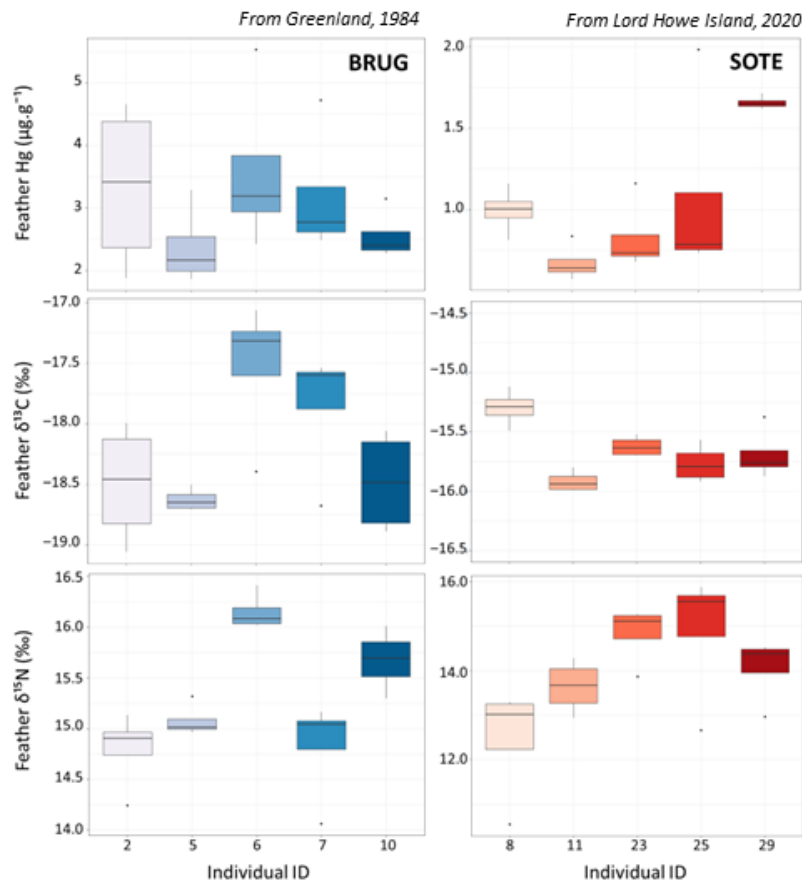 From Greenland, 1984
From Lord Howe Island, 2020
BRUG
SOTE
Feather Hg (µg.g⁻¹)
5
4
3
2
2.0
1.5
1.0
Feather δ¹³C (‰)
−17.0
−17.5
−18.0
−18.5
−19.0
−14.5
−15.0
−15.5
−16.0
−16.5
Feather δ¹⁵N (‰)
16.5
16.0
15.5
15.0
14.5
14.0
16.0
14.0
12.0
2 5 6 7 10
8 11 23 25 29
Individual ID
Individual ID